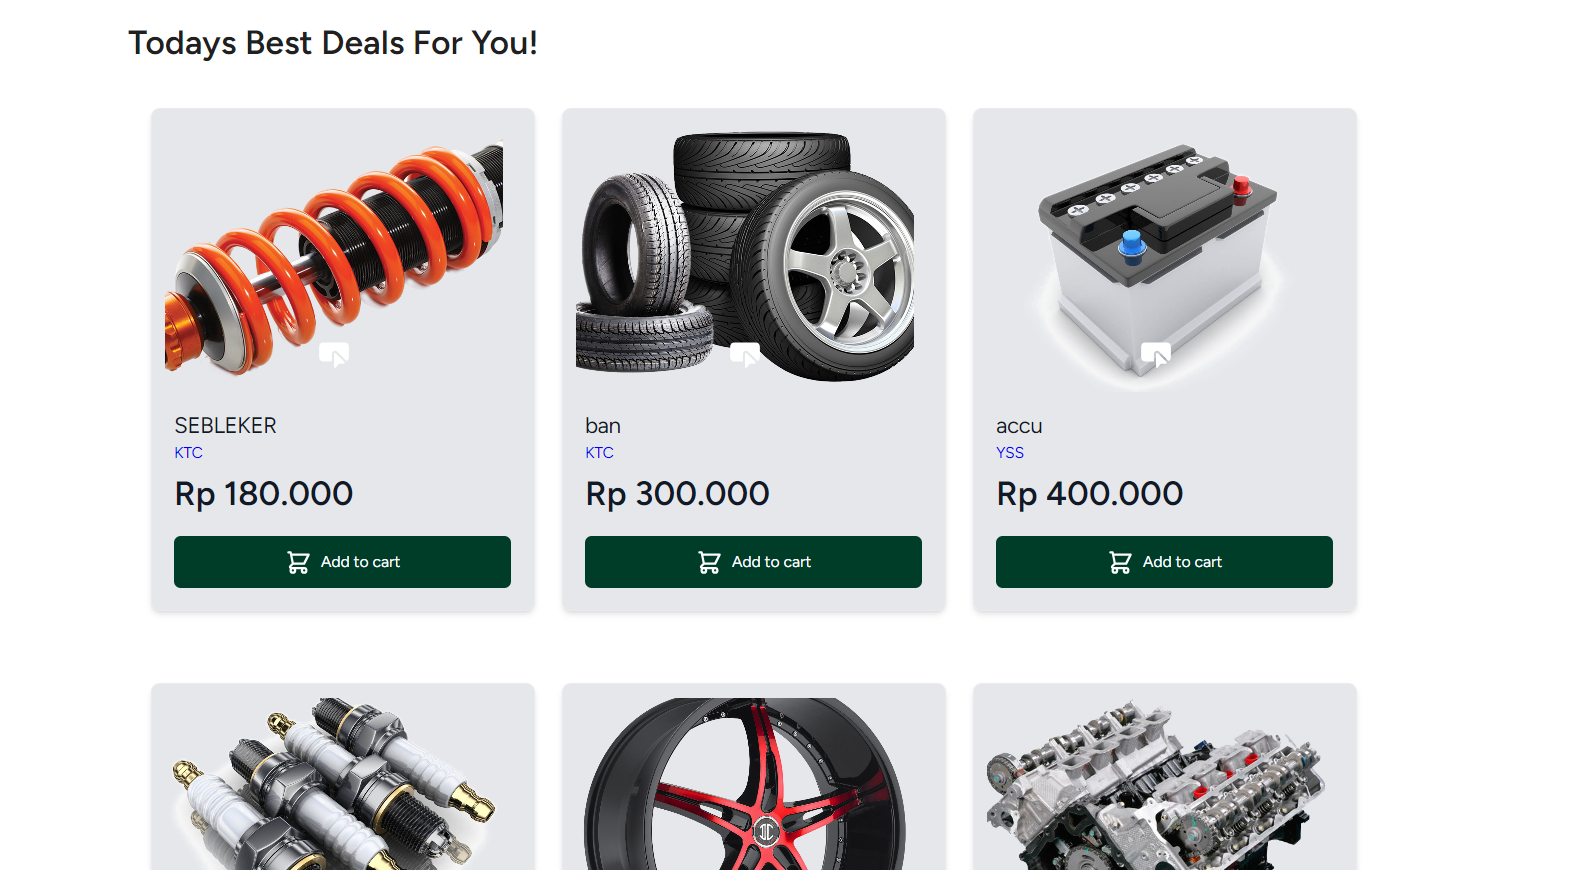 Todays Best Deals For You!
SEBLEKER
KTC
Rp 180.000
Add to cart
ban
KTC
Rp 300.000
Add to cart
accu
YSS
Rp 400.000
Add to cart